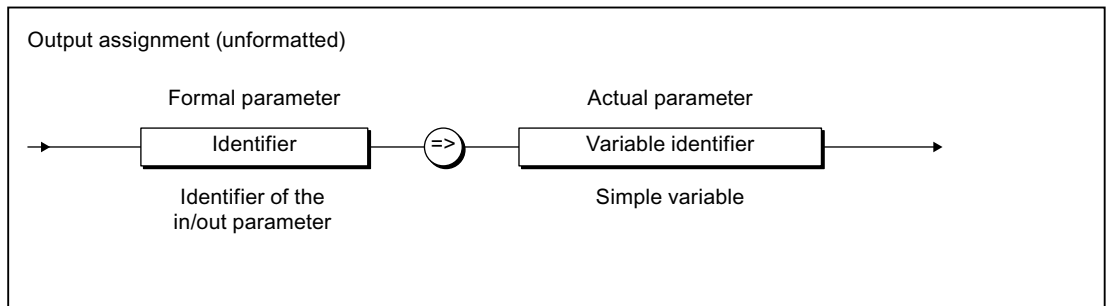 Output assignment (unformatted)
Formal parameter
Actual parameter
Identifier
=>
Variable identifier
Identifier of the
in/out parameter
Simple variable